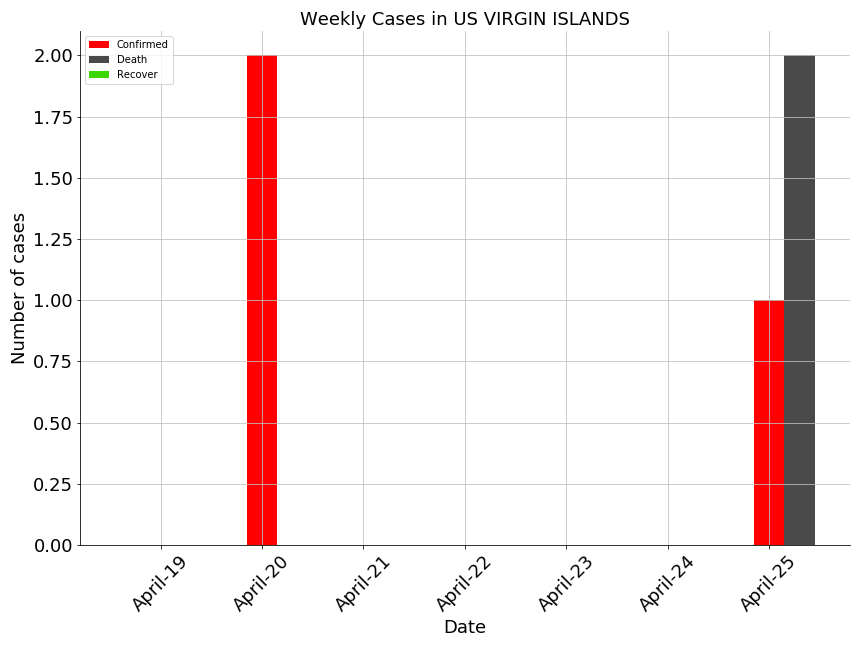 Weekly Cases in US VIRGIN ISLANDS
Confirmed
Death
Recover
Number of cases
2.00
1.75
1.50
1.25
1.00
0.75
0.50
0.25
0.00
April-19
April-20
April-21
April-22
April-23
April-24
April-25
Date